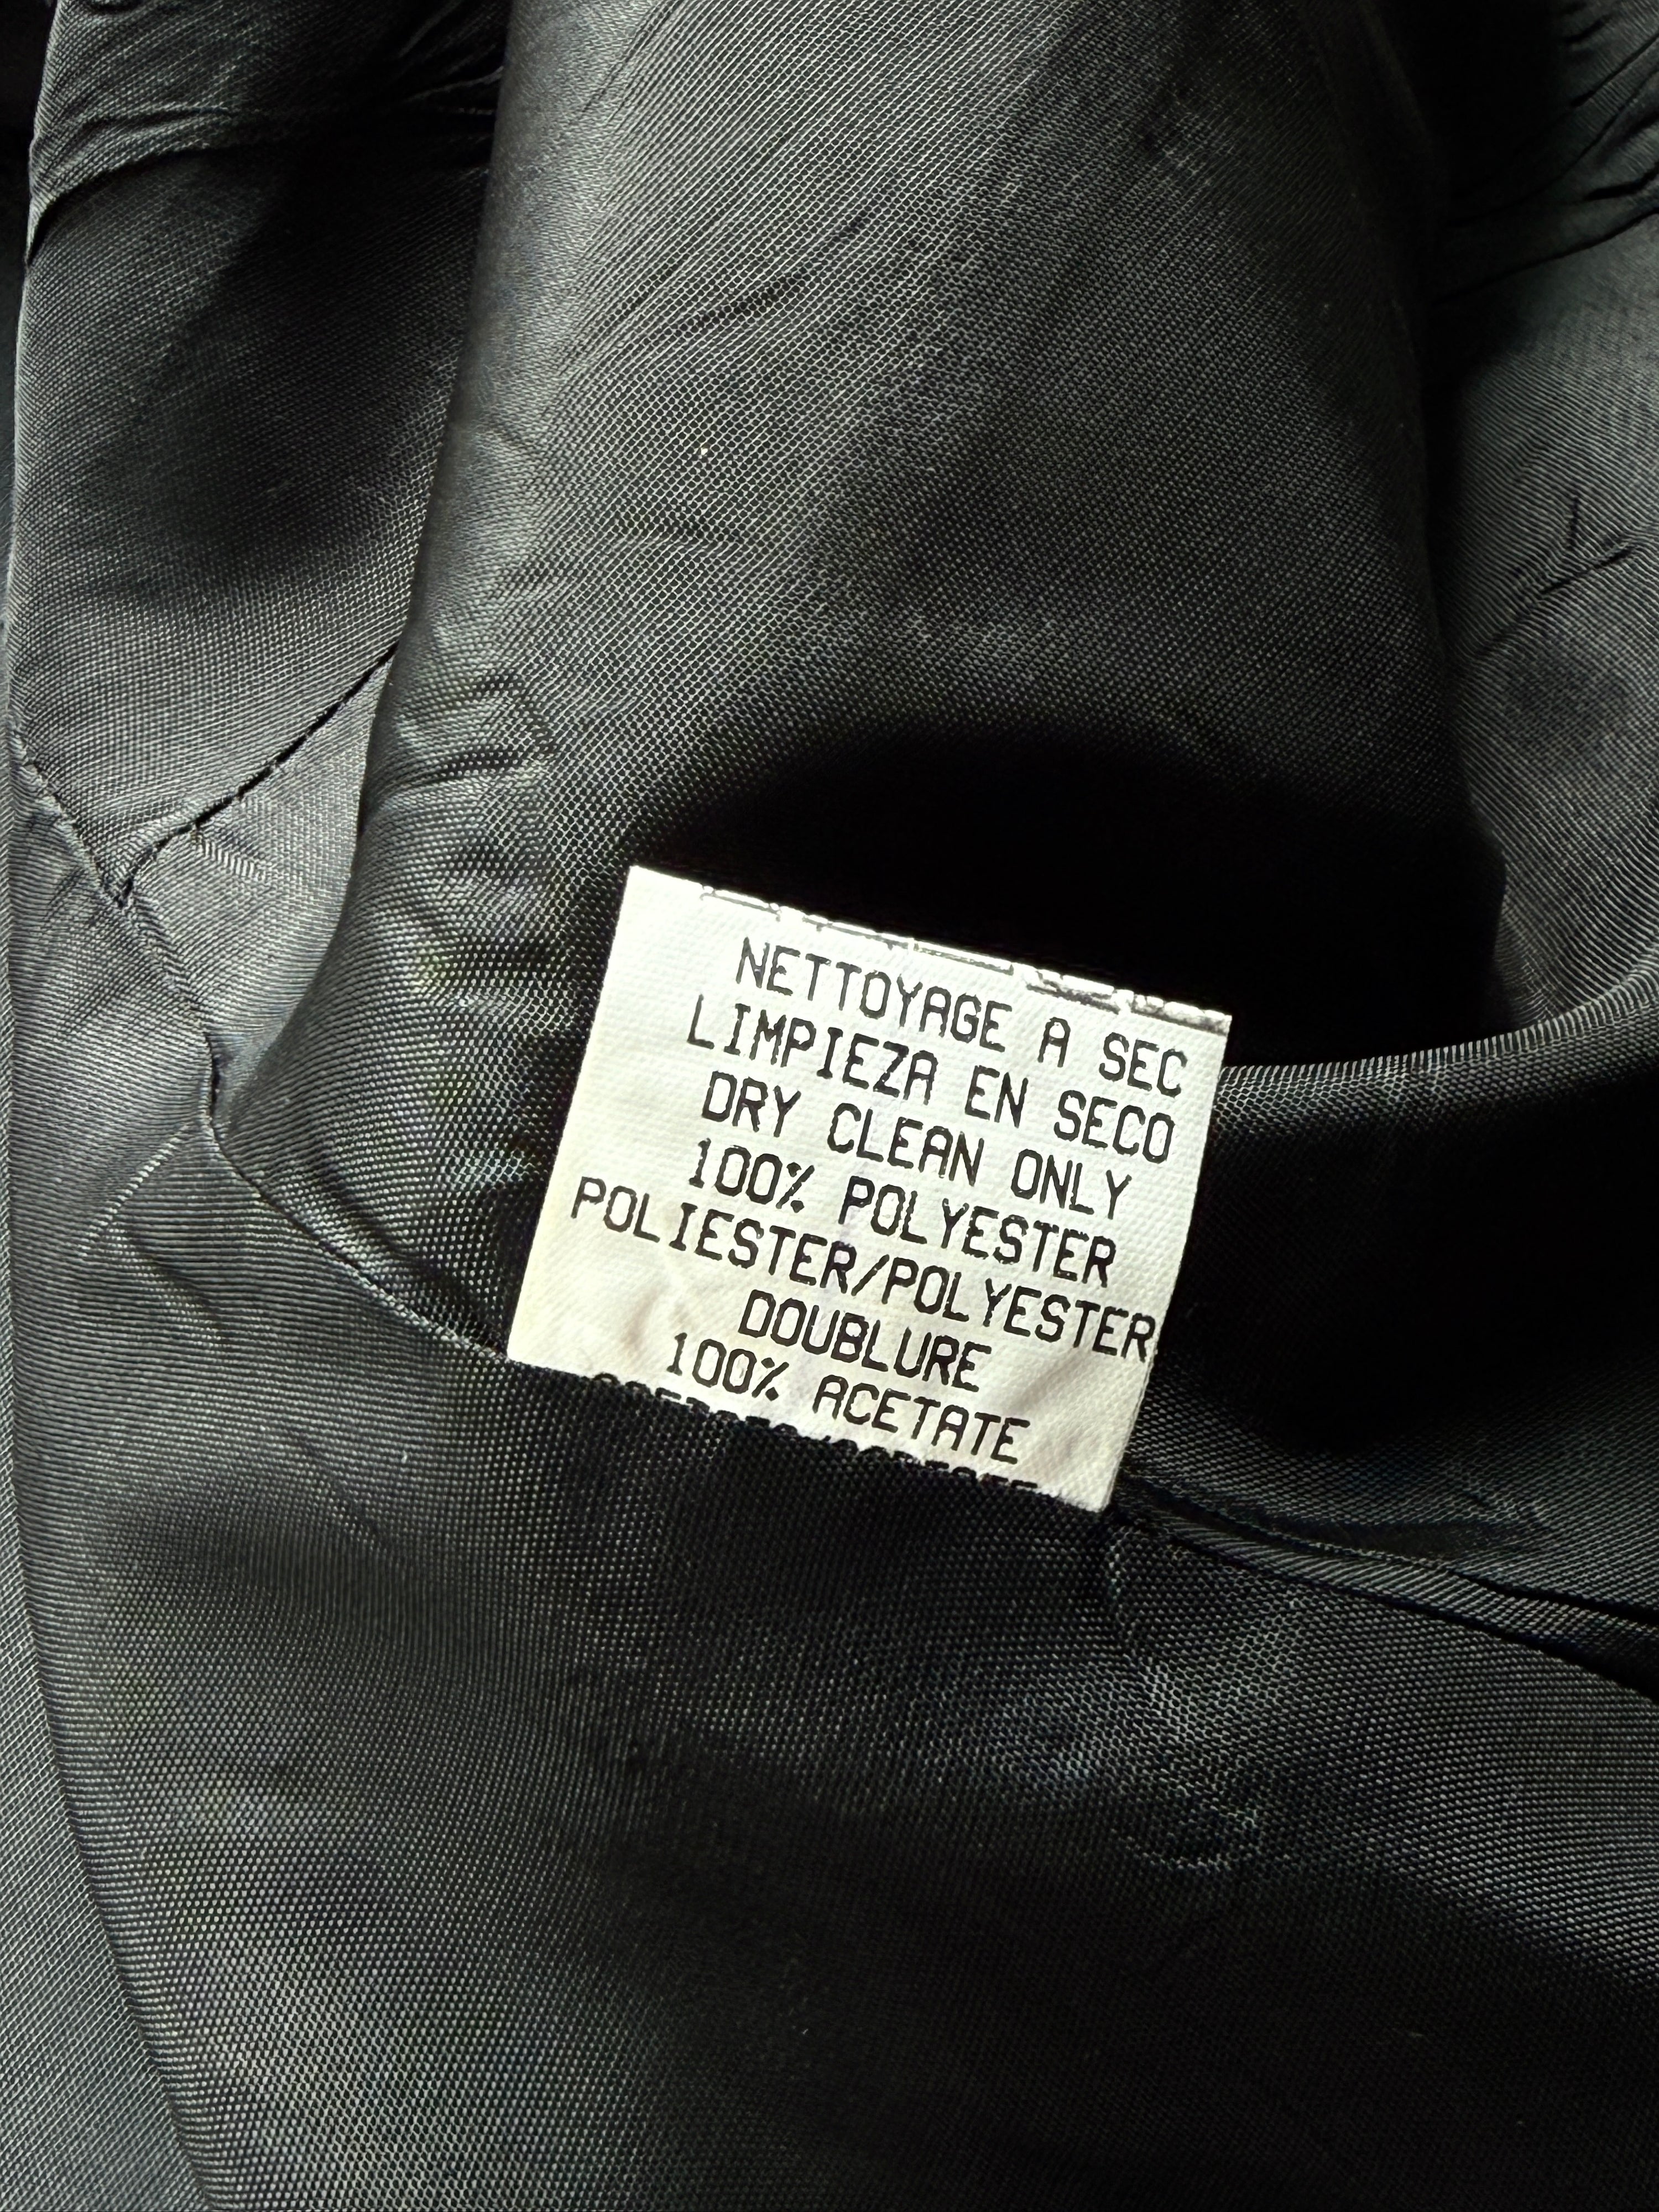 NETTOYAGE A SEC
LIMPIEZA EN SECO
DRY CLEAN ONLY
100% POLYESTER
POLIESTER/POLYESTER
DOUBLURE
100% ACETATE